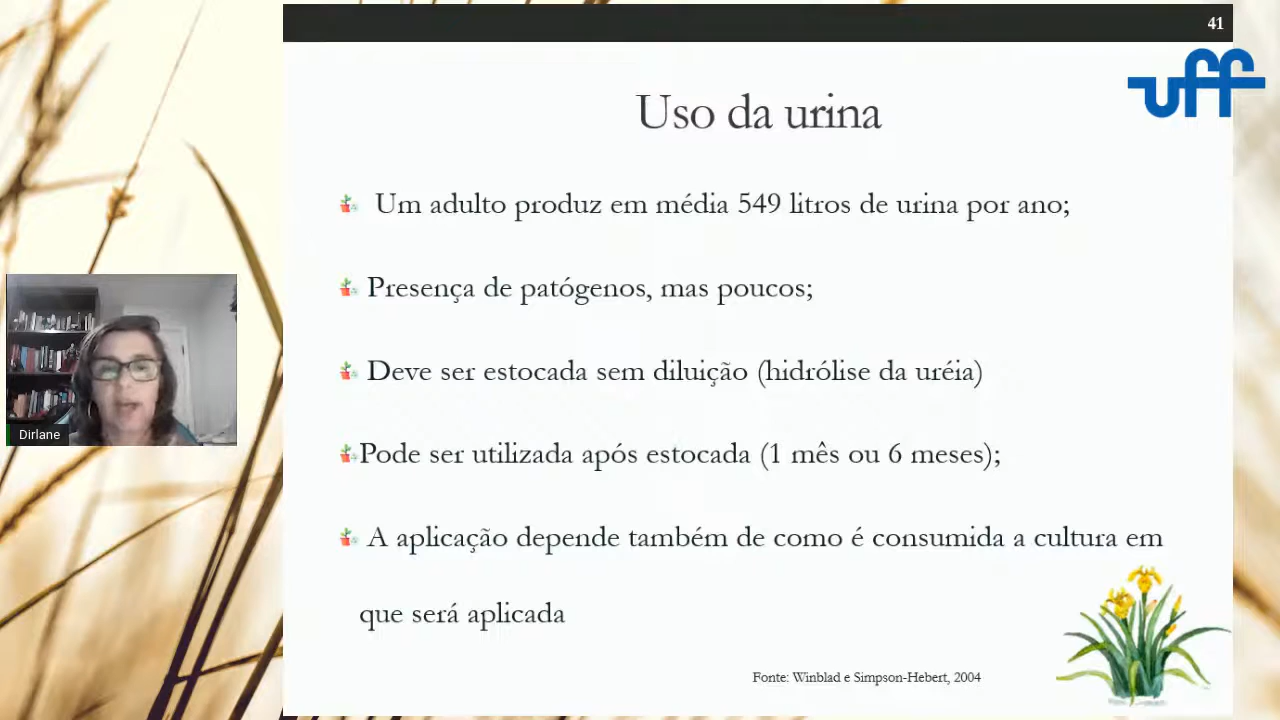 41
uff
Uso da urina
Um adulto produz em média 549 litros de urina por ano;
Presença de patógenos, mas poucos;
Deve ser estocada sem diluição (hidrólise da uréia)
Pode ser utilizada após estocada (1 mês ou 6 meses);
A aplicação depende também de como é consumida a cultura em
que será aplicada
Dirlane
Fonte: Winblad e Simpson-Hebert, 2004